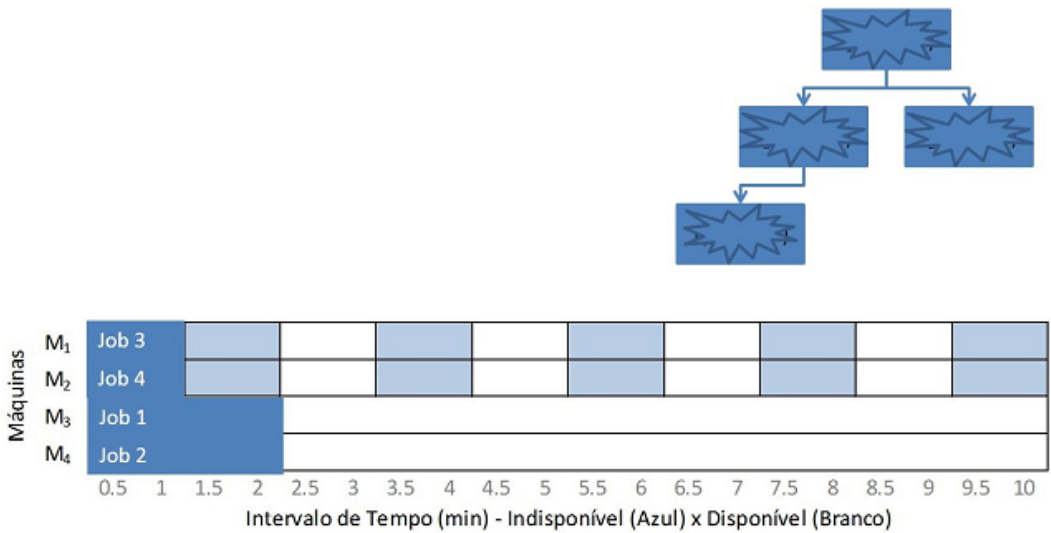 Máquinas
M₁ Job 3
M₂ Job 4
M₃ Job 1
M₄ Job 2
0.5 1 1.5 2 2.5 3 3.5 4 4.5 5 5.5 6 6.5 7 7.5 8 8.5 9 9.5 10
Intervalo de Tempo (min) - Indisponível (Azul) x Disponível (Branco)